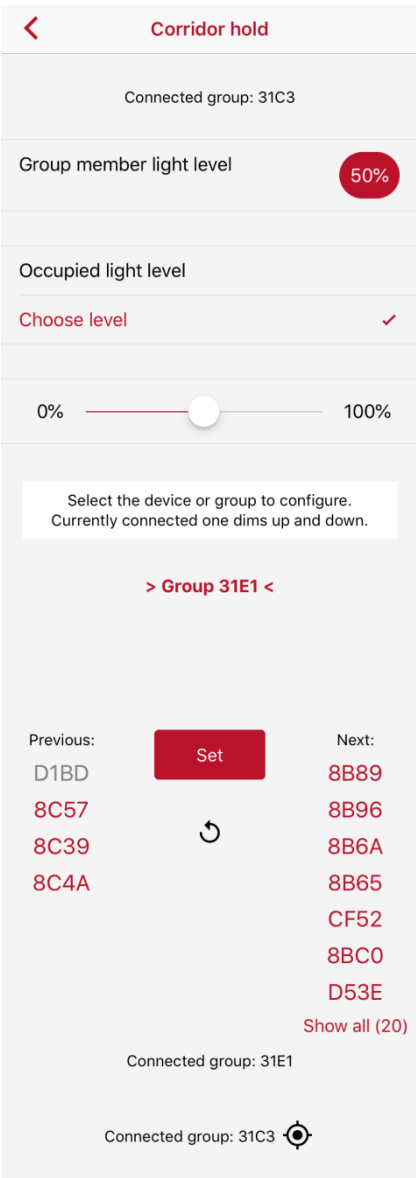 Corridor hold
Connected group: 31C3
Group member light level
50%
Occupied light level
Choose level
0%
100%
Select the device or group to configure.
Currently connected one dims up and down.
> Group 31E1 <
Previous:
D1BD
8C57
8C39
8C4A
Set
Next:
8B89
8B96
8B6A
8B65
CF52
8BC0
D53E
Show all (20)
Connected group: 31E1
Connected group: 31C3